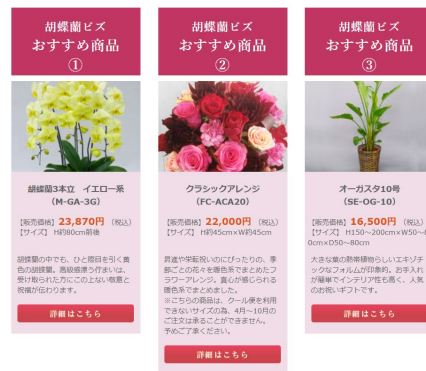 胡蝶蘭ビズ
おすすめ商品
①
胡蝶蘭3本立 イエロー系
（M-GA-3G）
【販売価格】23,870円 （税込）
【サイズ】 H約80cm前後
胡蝶蘭の中でも、ひと際目を引く黄
色の胡蝶蘭。高級感漂う佇まいは、
受け取られた方にこの上ない敬意と
祝福が伝わります。
詳細はこちら
胡蝶蘭ビズ
おすすめ商品
②
クラシックアレンジ
（FC-ACA20）
【販売価格】22,000円 （税込）
【サイズ】 H約45cm×W約45cm
昇進や栄転祝いのにぴったりの、季
節ごとの花々を暖色系でまとめたフ
ラワーアレンジ。真心が感じられる
暖色系でまとめました。
※こちらの商品は、クール便を利用
できないサイズの為、4月～10月の
ご注文は承ることができません。
予めご了承ください。
詳細はこちら
胡蝶蘭ビズ
おすすめ商品
③
オーガスタ10号
（SE-OG-10）
【販売価格】16,500円 （税込）
【サイズ】 H150～200cm×W50～
0cm×D50～80cm
大きな葉の熱帯植物らしいエキゾチ
ックなフォルムが印象的。お手入れ
が簡単でインテリア性も高く、人気
のお祝いギフトです。
詳細はこちら